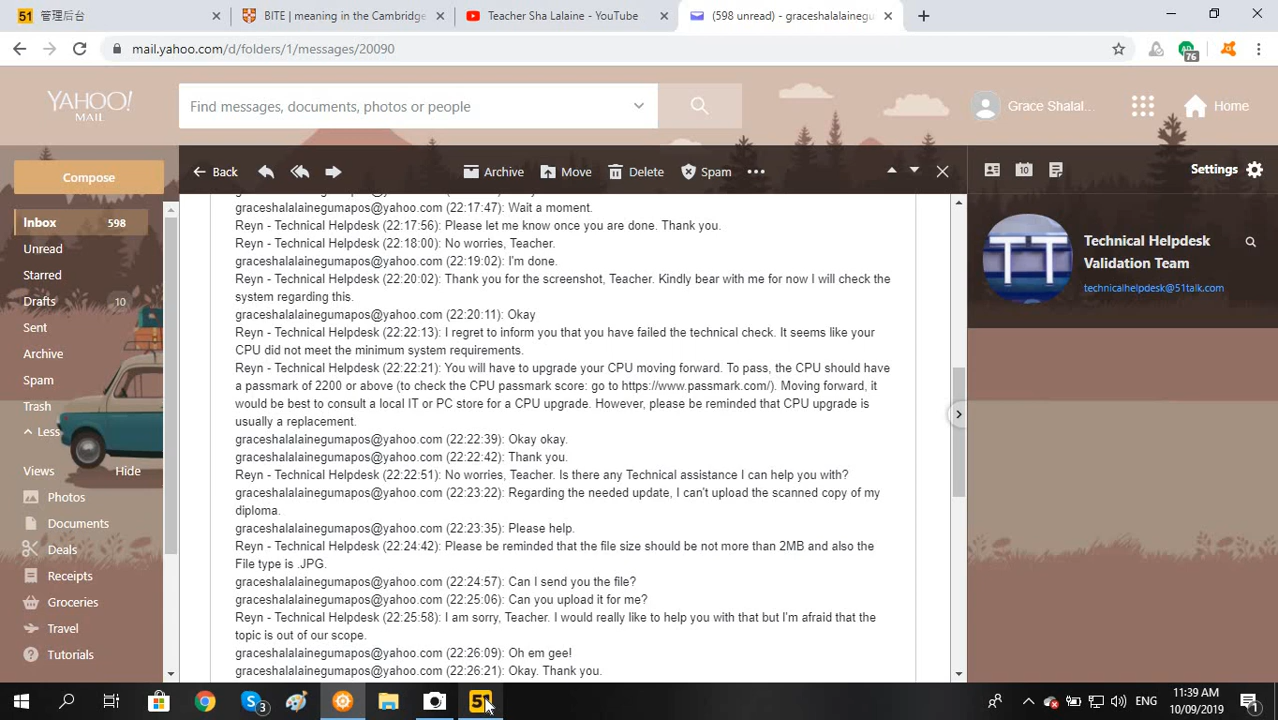 51 管理后台
BITE | meaning in the Cambridge
Teacher Sha Lalaine - YouTube
(598 unread) - graceshalalainegu
mail.yahoo.com/d/folders/1/messages/20090
76
YAHOO!
MAIL
Find messages, documents, photos or people
Grace Shalal...
Home
Compose
Back
Archive
Move
Delete
Spam
10
Settings
Inbox 598
Unread
Starred
Drafts 10
Sent
Archive
Spam
Trash
Less
Views Hide
Photos
Documents
Deals
Receipts
Groceries
Travel
Tutorials
graceshalalainegumapos@yahoo.com (22:17:47): Wait a moment.
Reyn - Technical Helpdesk (22:17:56): Please let me know once you are done. Thank you.
Reyn - Technical Helpdesk (22:18:00): No worries, Teacher.
graceshalalainegumapos@yahoo.com (22:19:02): I'm done.
Reyn - Technical Helpdesk (22:20:02): Thank you for the screenshot, Teacher. Kindly bear with me for now I will check the
system regarding this.
graceshalalainegumapos@yahoo.com (22:20:11): Okay
Reyn - Technical Helpdesk (22:22:13): I regret to inform you that you have failed the technical check. It seems like your
CPU did not meet the minimum system requirements.
Reyn - Technical Helpdesk (22:22:21): You will have to upgrade your CPU moving forward. To pass, the CPU should have
a passmark of 2200 or above (to check the CPU passmark score: go to https://www.passmark.com/). Moving forward, it
would be best to consult a local IT or PC store for a CPU upgrade. However, please be reminded that CPU upgrade is
usually a replacement.
graceshalalainegumapos@yahoo.com (22:22:39): Okay okay.
graceshalalainegumapos@yahoo.com (22:22:42): Thank you.
Reyn - Technical Helpdesk (22:22:51): No worries, Teacher. Is there any Technical assistance I can help you with?
graceshalalainegumapos@yahoo.com (22:23:22): Regarding the needed update, I can't upload the scanned copy of my
diploma.
graceshalalainegumapos@yahoo.com (22:23:35): Please help.
Reyn - Technical Helpdesk (22:24:42): Please be reminded that the file size should be not more than 2MB and also the
File type is .JPG.
graceshalalainegumapos@yahoo.com (22:24:57): Can I send you the file?
graceshalalainegumapos@yahoo.com (22:25:06): Can you upload it for me?
Reyn - Technical Helpdesk (22:25:58): I am sorry, Teacher. I would really like to help you with that but I'm afraid that the
topic is out of our scope.
graceshalalainegumapos@yahoo.com (22:26:09): Oh em gee!
graceshalalainegumapos@yahoo.com (22:26:21): Okay. Thank you.
TT
Technical Helpdesk
Validation Team
technicalhelpdesk@51talk.com
3
51
ENG
11:39 AM
10/09/2019
1